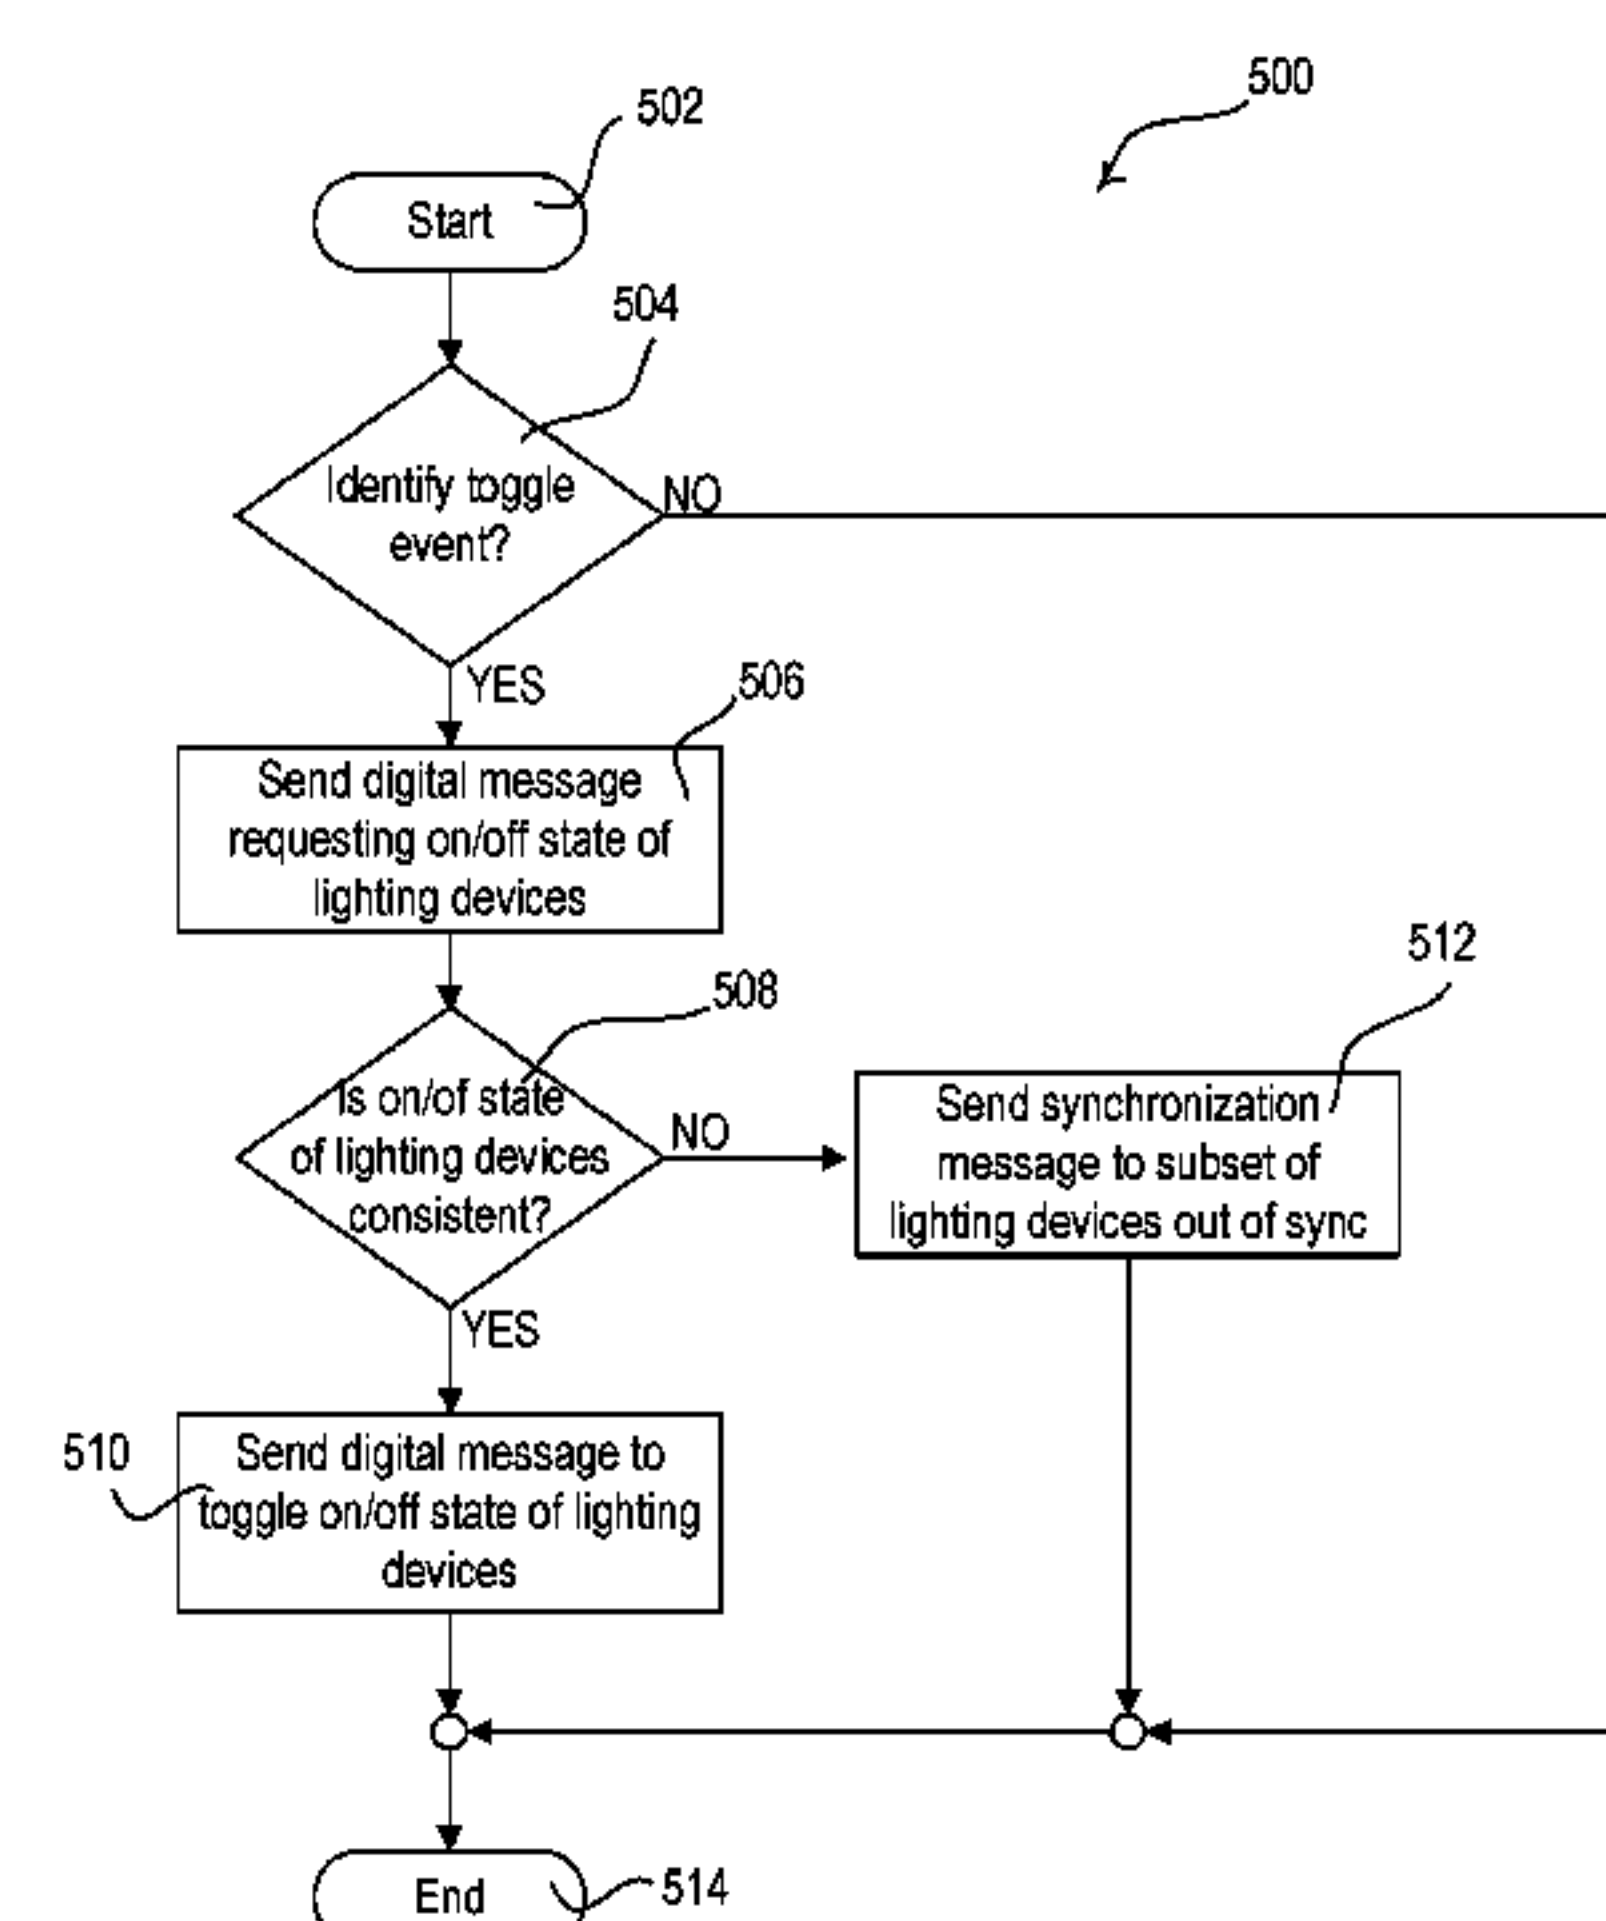 500
502
Start
504
Identify toggle
event?
NO
YES
506
Send digital message
requesting on/off state of
lighting devices
508
Is on/of state
of lighting devices
consistent?
NO
512
Send synchronization
message to subset of
lighting devices out of sync
YES
510
Send digital message to
toggle on/off state of lighting
devices
End
514